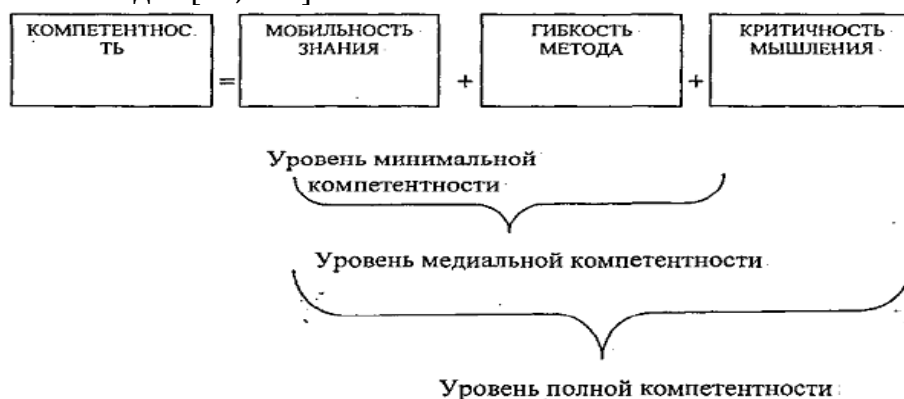 КОМПЕТЕНТНОС
ТЬ
=
МОБИЛЬНОСТЬ
ЗНАНИЯ
+
ГИБКОСТЬ
МЕТОДА
+
КРИТИЧНОСТЬ
МЫШЛЕНИЯ
Уровень минимальной
компетентности
Уровень медиальной компетентности
Уровень полной компетентности